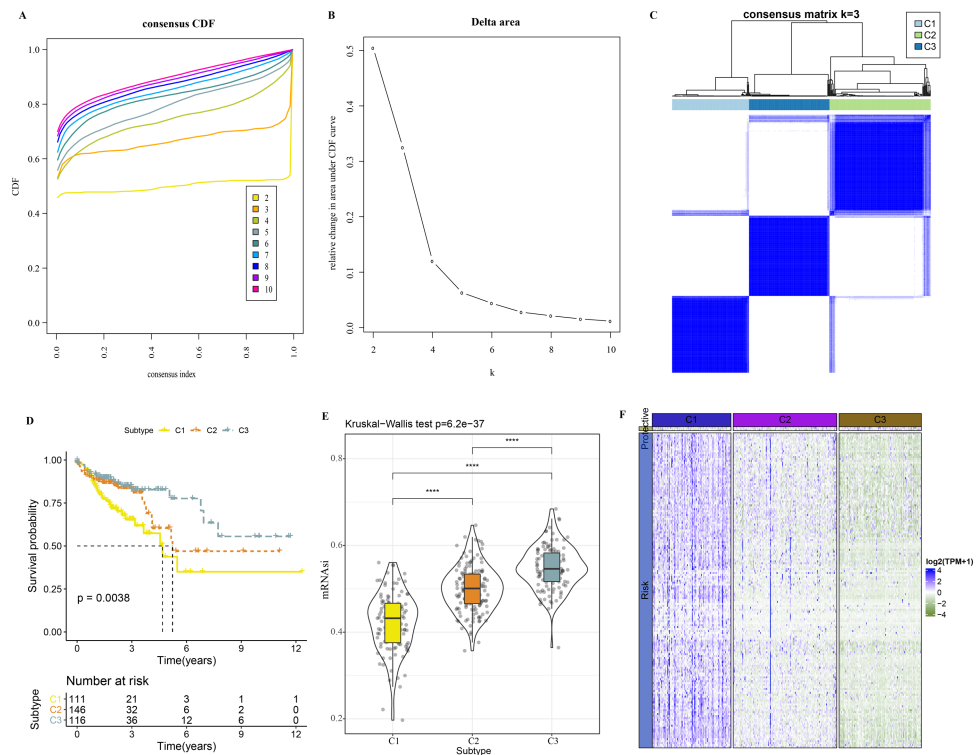 A
consensus CDF
CDF
1.0
0.8
0.6
0.4
0.2
0.0
2
3
4
5
6
7
8
9
10
0.0
0.2
0.4
0.6
0.8
1.0
consensus index
B
Delta area
relative change in area under CDF curve
0.5
0.4
0.3
0.2
0.1
0.0
2
4
6
8
10
k
C
consensus matrix k=3
C1
C2
C3
D
Subtype C1 C2 C3
Survival probability
1.00
0.75
0.50
0.25
0.00
p = 0.0038
0 3 6 9 12
Time(years)
Number at risk
Subtype
C1 111 21 3 1 1
C2 146 32 6 2 0
C3 116 36 12 6 0
0 3 6 9 12
Time(years)
E
Kruskal−Wallis test p=6.2e−37
****
****
****
mRNAsi
0.8
0.6
0.4
0.2
C1
C2
C3
Subtype
F
C1
C2
C3
Protective
Risk
log2(TPM+1)
4
2
0
−2
−4